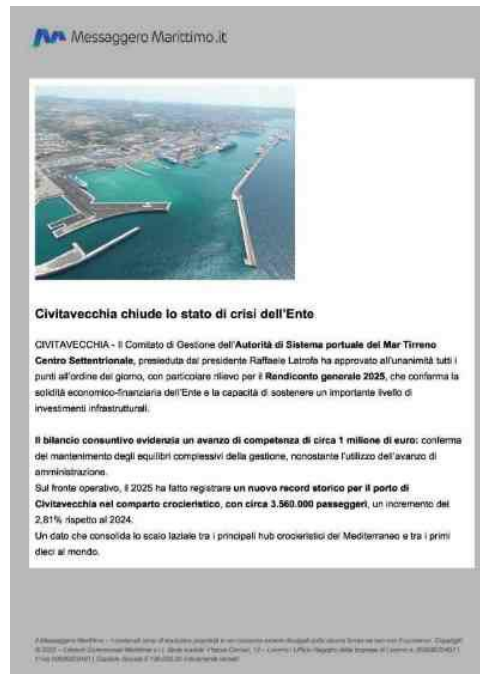 Messaggero Marittimo.it
Civitavecchia chiude lo stato di crisi dell'Ente
CIVITAVECCHIA - Il Comitato di Gestione dell'Autorità di Sistema portuale del Mar Tirreno
Centro Settentrionale, presieduta dal presidente Raffaele Latrofa ha approvato all'unanimità tutti i
punti all'ordine del giorno, con particolare rilievo per il Rendiconto generale 2025, che conferma la
solidità economico-finanziaria dell'Ente e la capacità di sostenere un importante livello di
investimenti infrastrutturali.
Il bilancio consuntivo evidenzia un avanzo di competenza di circa 1 milione di euro: conferma
del mantenimento degli equilibri complessivi della gestione, nonostante l'utilizzo dell'avanzo di
amministrazione.
Sul fronte operativo, il 2025 ha fatto registrare un nuovo record storico per il porto di
Civitavecchia nel comparto crocieristico, con circa 3.560.000 passeggeri, un incremento del
2,81% rispetto al 2024.
Un dato che consolida lo scalo laziale tra i principali hub crocieristici del Mediterraneo e tra i primi
dieci al mondo.